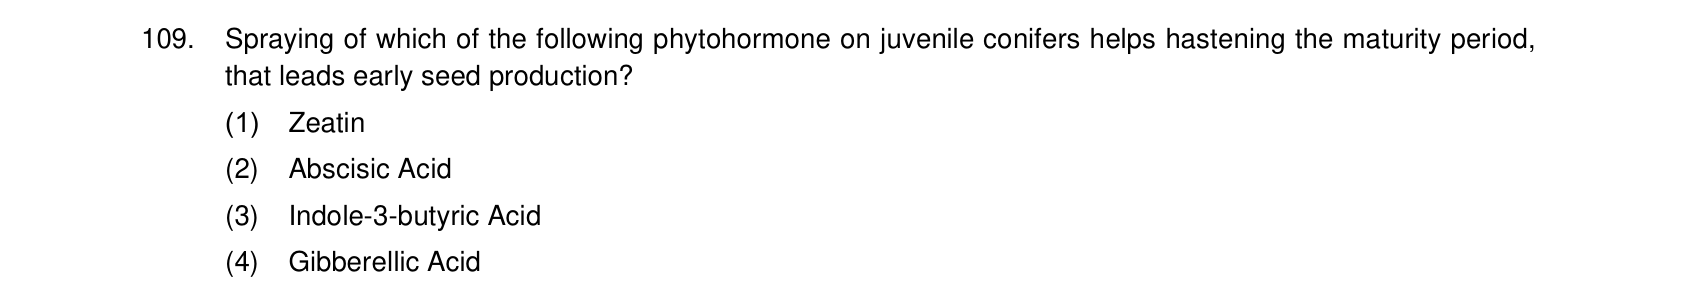 109. Spraying of which of the following phytohormone on juvenile conifers helps hastening the maturity period,
that leads early seed production?
(1) Zeatin
(2) Abscisic Acid
(3) Indole-3-butyric Acid
(4) Gibberellic Acid